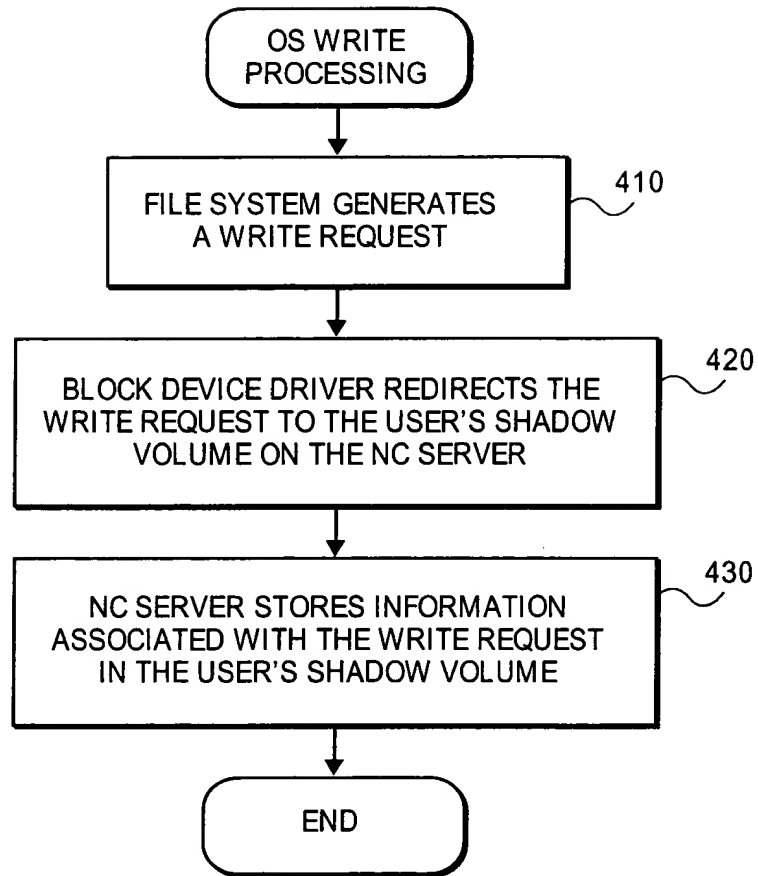 OS WRITE
PROCESSING
FILE SYSTEM GENERATES
A WRITE REQUEST
410
BLOCK DEVICE DRIVER REDIRECTS THE
WRITE REQUEST TO THE USER'S SHADOW
VOLUME ON THE NC SERVER
420
NC SERVER STORES INFORMATION
ASSOCIATED WITH THE WRITE REQUEST
IN THE USER'S SHADOW VOLUME
430
END